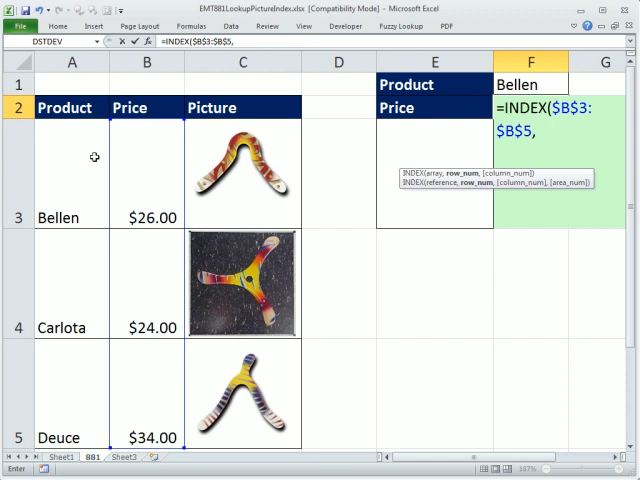 EMT881LookupPictureIndex.xlsx [Compatibility Mode] - Microsoft Excel
File Home Insert Page Layout Formulas Data Review View Developer Fuzzy Lookup PDF
DSTDEV fx =INDEX($B$3:$B$5,
A B C D E F G
1 Product Bellen
2 Product Price Picture Price =INDEX($B$3:
$B$5,
INDEX(array, row_num, [column_num])
INDEX(reference, row_num, [column_num], [area_num])
3 Bellen $26.00
4 Carlota $24.00
5 Deuce $34.00
Sheet1 881 Sheet3
Enter 187%